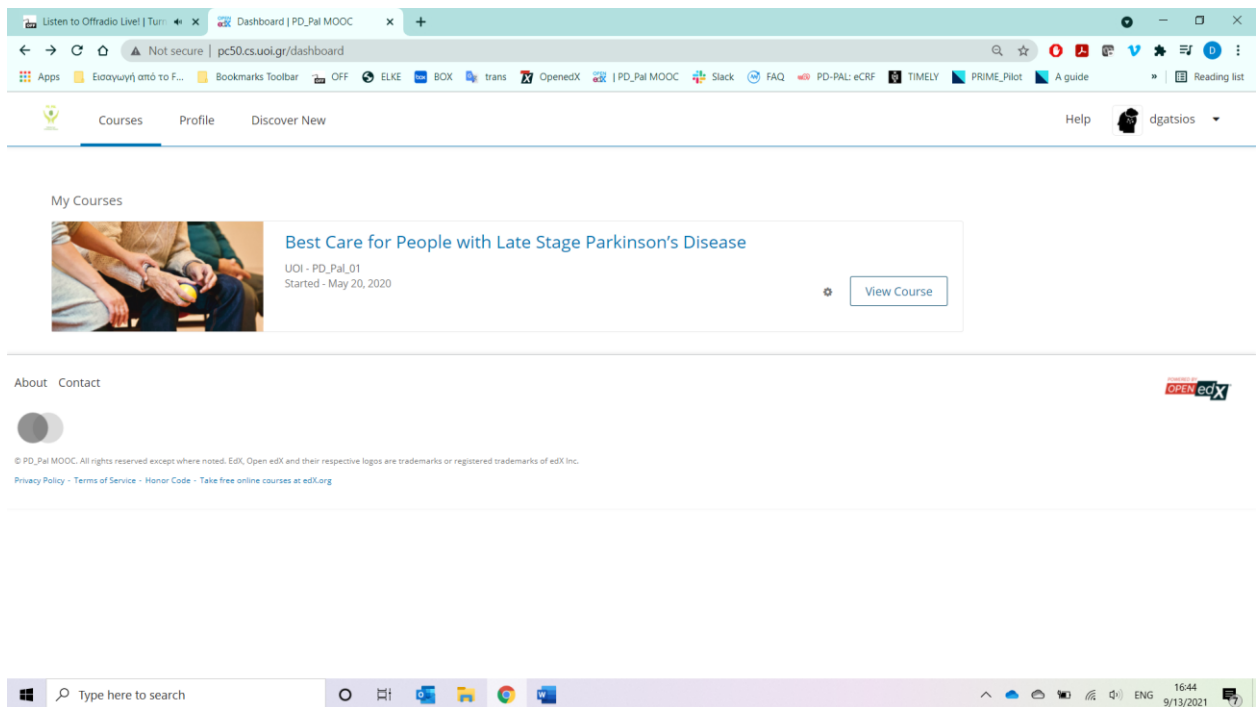 Listen to Offradio Live! | Turn
Dashboard | PD_Pal MOOC
Not secure | pc50.cs.uoi.gr/dashboard
Apps Εισαγωγή από το F... Bookmarks Toolbar OFF ELKE BOX trans OpenedX | PD_Pal MOOC Slack FAQ PD-PAL: eCRF TIMELY PRIME_Pilot A guide » Reading list
Courses Profile Discover New Help dgatsios
My Courses
Best Care for People with Late Stage Parkinson's Disease
UOI - PD_Pal_01
Started - May 20, 2020
View Course
About Contact
POWERED BY
OPEN edX
© PD_Pal MOOC. All rights reserved except where noted. EdX, Open edX and their respective logos are trademarks or registered trademarks of edX Inc.
Privacy Policy - Terms of Service - Honor Code - Take free online courses at edX.org
Type here to search
ENG
16:44
9/13/2021
7